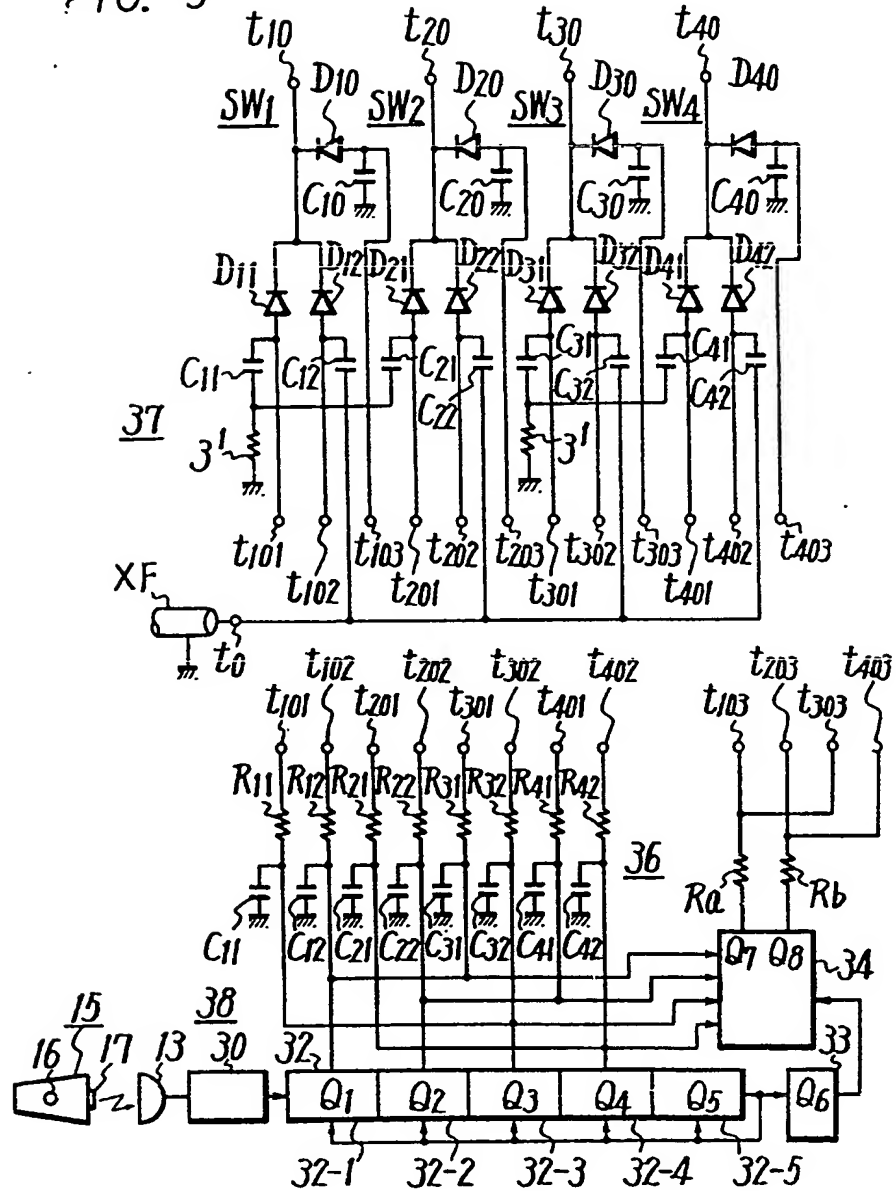 FIG. 5
t10 t20 t30 t40
D10 D20 D30 D40
SW1 SW2 SW3 SW4
C10 C20 C30 C40
D11 D12 D21 D22 D31 D32 D41 D42
C11 C12 C21 C22 C31 C32 C41 C42
37
3' 3'
t101 t102 t103 t201 t202 t203 t301 t302 t303 t401 t402 t403
XF
t0
t101 t102 t201 t202 t301 t302 t401 t402 t103 t203 t303 t403
R11 R12 R21 R22 R31 R32 R41 R42
36
Ra Rb
C11 C12 C21 C22 C31 C32 C41 C42
Q7 Q8 34
15 38 33
16 17 13 30 32
Q1 Q2 Q3 Q4 Q5 Q6
32-1 32-2 32-3 32-4 32-5